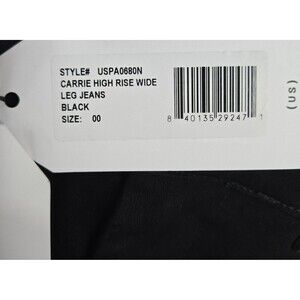 STYLE# USPA0680N
CARRIE HIGH RISE WIDE
LEG JEANS
BLACK
SIZE: 00
8 40135 29247 1
(US)